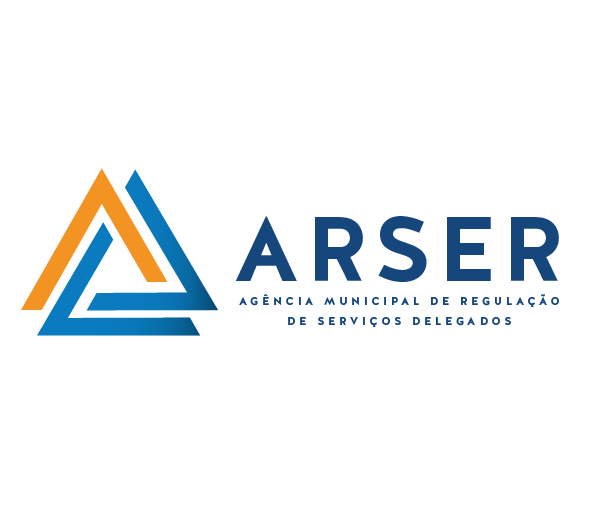 ARSER
AGÊNCIA MUNICIPAL DE REGULAÇÃO
DE SERVIÇOS DELEGADOS